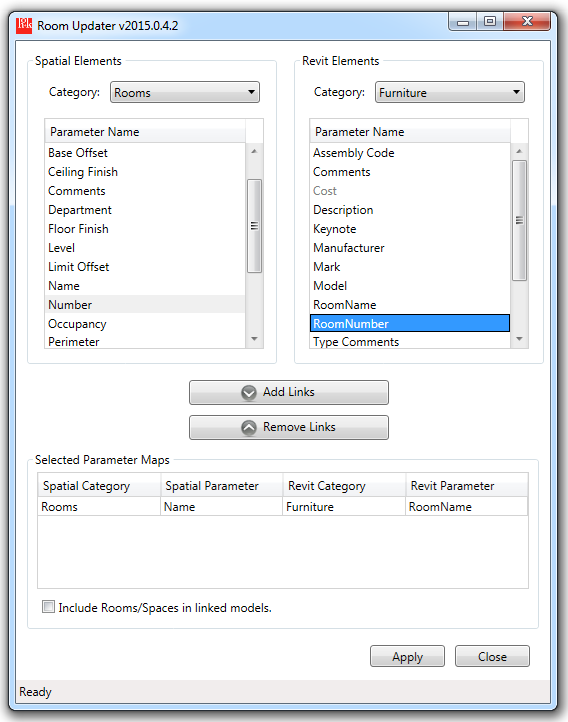 Room Updater v2015.0.4.2
Spatial Elements
Category: Rooms
Parameter Name
Base Offset
Ceiling Finish
Comments
Department
Floor Finish
Level
Limit Offset
Name
Number
Occupancy
Perimeter
Revit Elements
Category: Furniture
Parameter Name
Assembly Code
Comments
Cost
Description
Keynote
Manufacturer
Mark
Model
RoomName
RoomNumber
Type Comments
Add Links
Remove Links
Selected Parameter Maps
Spatial Category Spatial Parameter Revit Category Revit Parameter
Rooms Name Furniture RoomName
Include Rooms/Spaces in linked models.
Apply Close
Ready